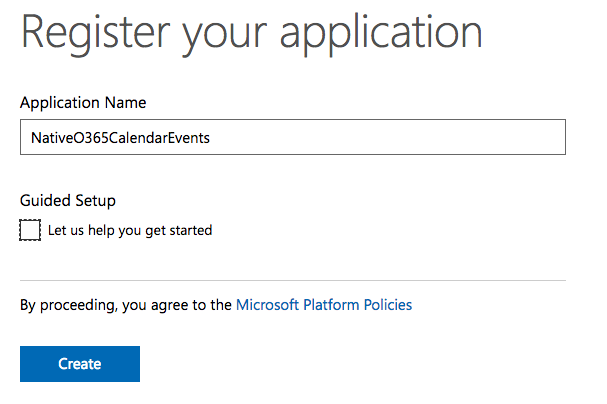 Register your application
Application Name
NativeO365CalendarEvents
Guided Setup
Let us help you get started
By proceeding, you agree to the Microsoft Platform Policies
Create